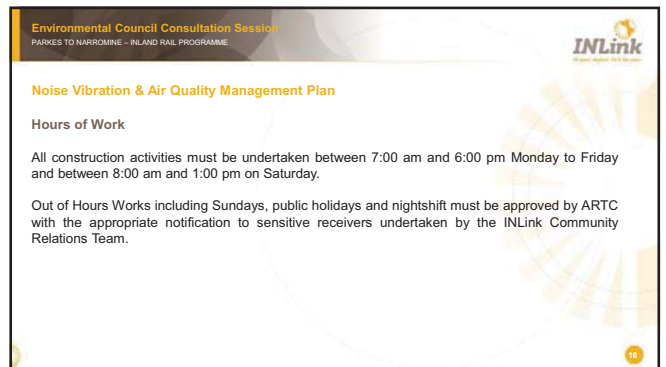 Environmental Council Consultation Session
PARKES TO NARROMINE – INLAND RAIL PROGRAMME
INLink
Noise Vibration & Air Quality Management Plan
Hours of Work
All construction activities must be undertaken between 7:00 am and 6:00 pm Monday to Friday
and between 8:00 am and 1:00 pm on Saturday.
Out of Hours Works including Sundays, public holidays and nightshift must be approved by ARTC
with the appropriate notification to sensitive receivers undertaken by the INLink Community
Relations Team.
16